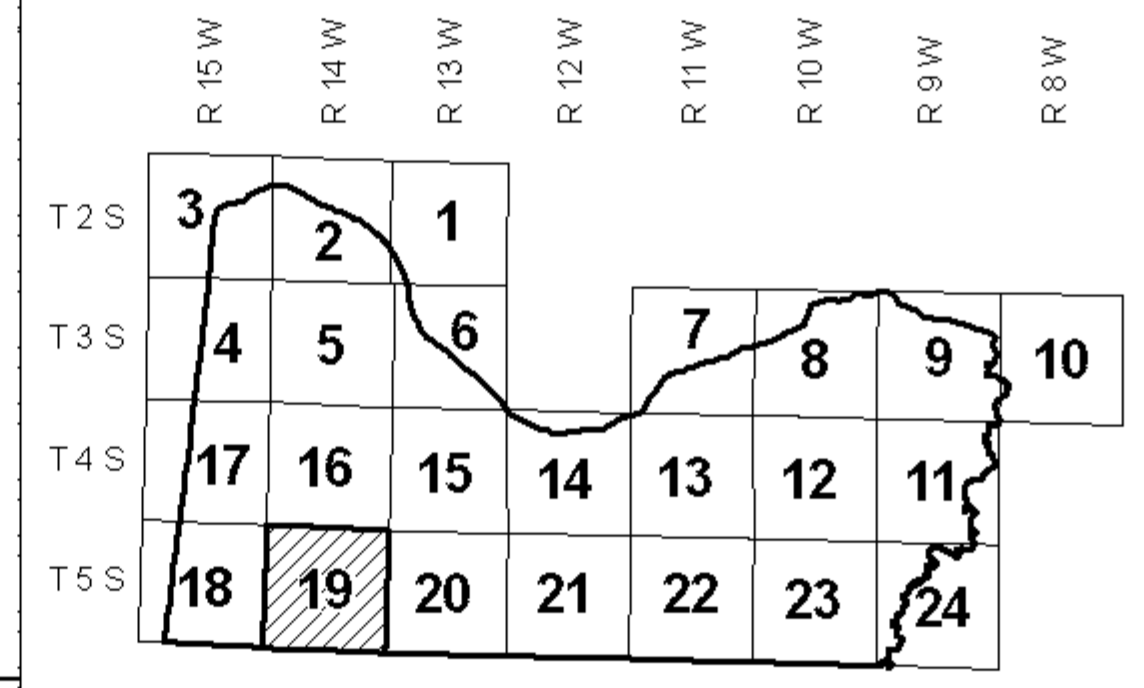 R 15 W R 14 W R 13 W R 12 W R 11 W R 10 W R 9 W R 8 W
T 2 S 3 2 1
T 3 S 4 5 6 7 8 9 10
T 4 S 17 16 15 14 13 12 11
T 5 S 18 19 20 21 22 23 24